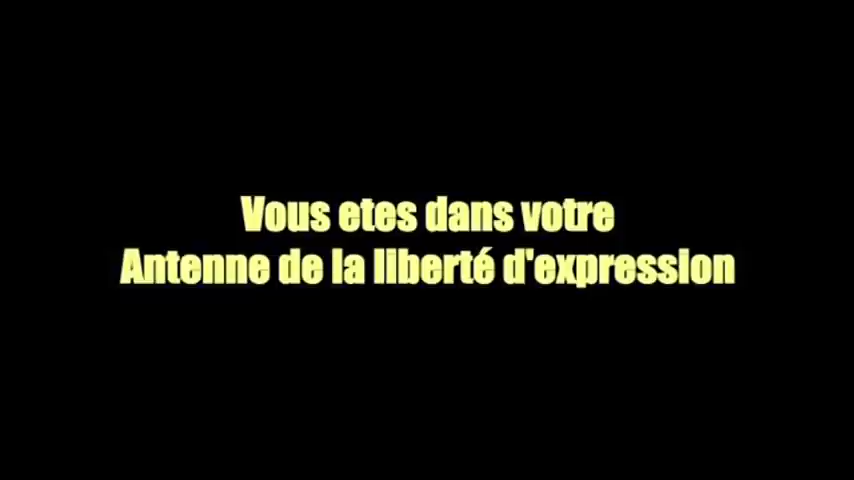 Vous etes dans votre
Antenne de la liberté d'expression